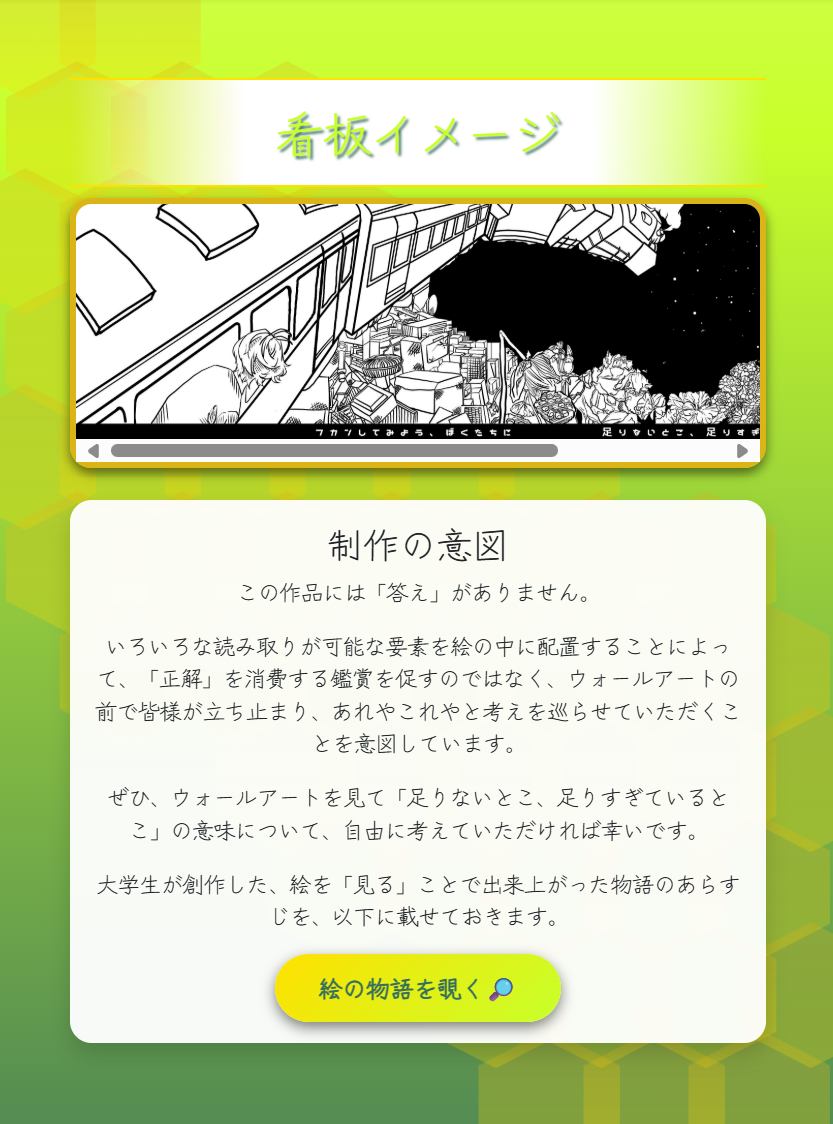 看板イメージ
フカンしてみよう、ぼくたちに
足りないとこ、足りすぎ
制作の意図
この作品には「答え」がありません。
いろいろな読み取りが可能な要素を絵の中に配置することによっ
て、「正解」を消費する鑑賞を促すのではなく、ウォールアートの
前で皆様が立ち止まり、あれやこれやと考えを巡らせていただくこ
とを意図しています。
ぜひ、ウォールアートを見て「足りないとこ、足りすぎていると
こ」の意味について、自由に考えていただければ幸いです。
大学生が創作した、絵を「見る」ことで出来上がった物語のあらす
じを、以下に載せておきます。
絵の物語を覗く